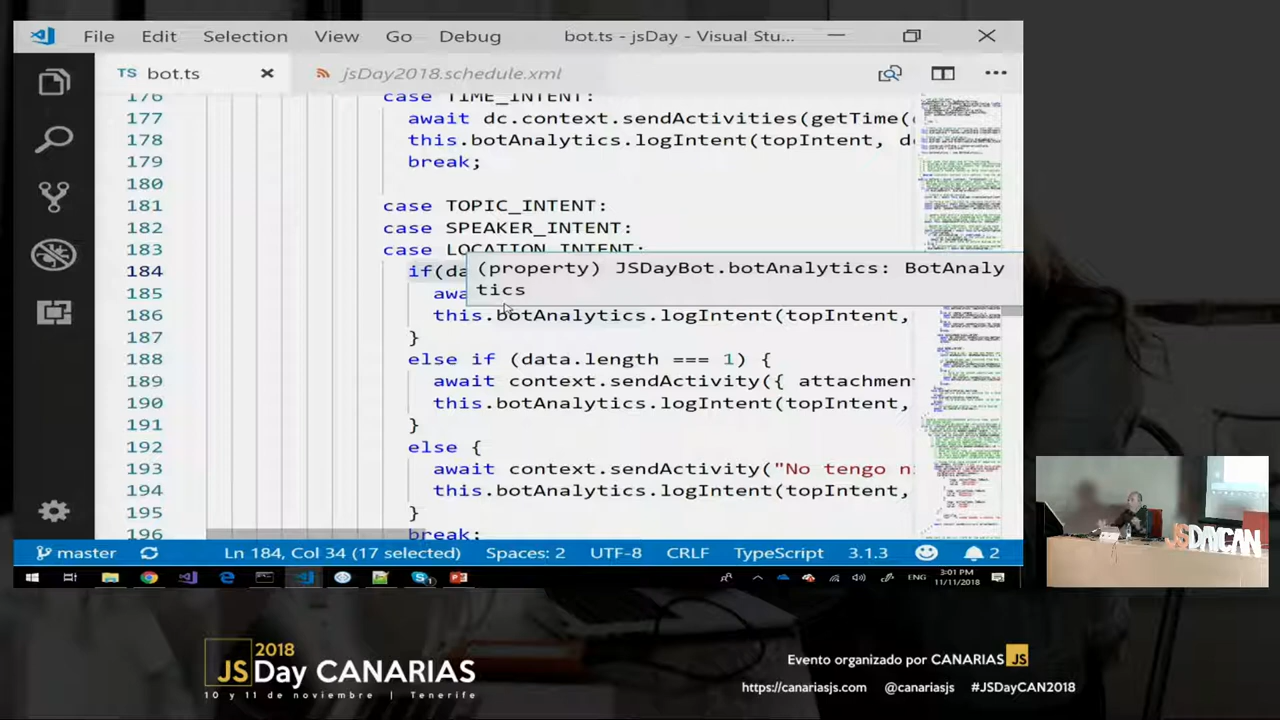 File Edit Selection View Go Debug bot.ts - jsDay - Visual Stu...
TS bot.ts jsDay2018.schedule.xml
176 case TIME_INTENT:
177 await dc.context.sendActivities(getTime(
178 this.botAnalytics.logIntent(topIntent, d
179 break;
180
181 case TOPIC_INTENT:
182 case SPEAKER_INTENT:
183 case LOCATION_INTENT:
184 if(da
(property) JSDayBot.botAnalytics: BotAnaly
tics
185 awa
186 this.botAnalytics.logIntent(topIntent,
187 }
188 else if (data.length === 1) {
189 await context.sendActivity({ attachmen
190 this.botAnalytics.logIntent(topIntent,
191 }
192 else {
193 await context.sendActivity("No tengo n
194 this.botAnalytics.logIntent(topIntent,
195 }
196 break;
master Ln 184, Col 34 (17 selected) Spaces: 2 UTF-8 CRLF TypeScript 3.1.3 2
ENG 3:01 PM
11/11/2018
JSDAYCAN
2018
JSDay CANARIAS
10 y 11 de noviembre | Tenerife
Evento organizado por CANARIAS JS
https://canariasjs.com @canariasjs #JSDayCAN2018